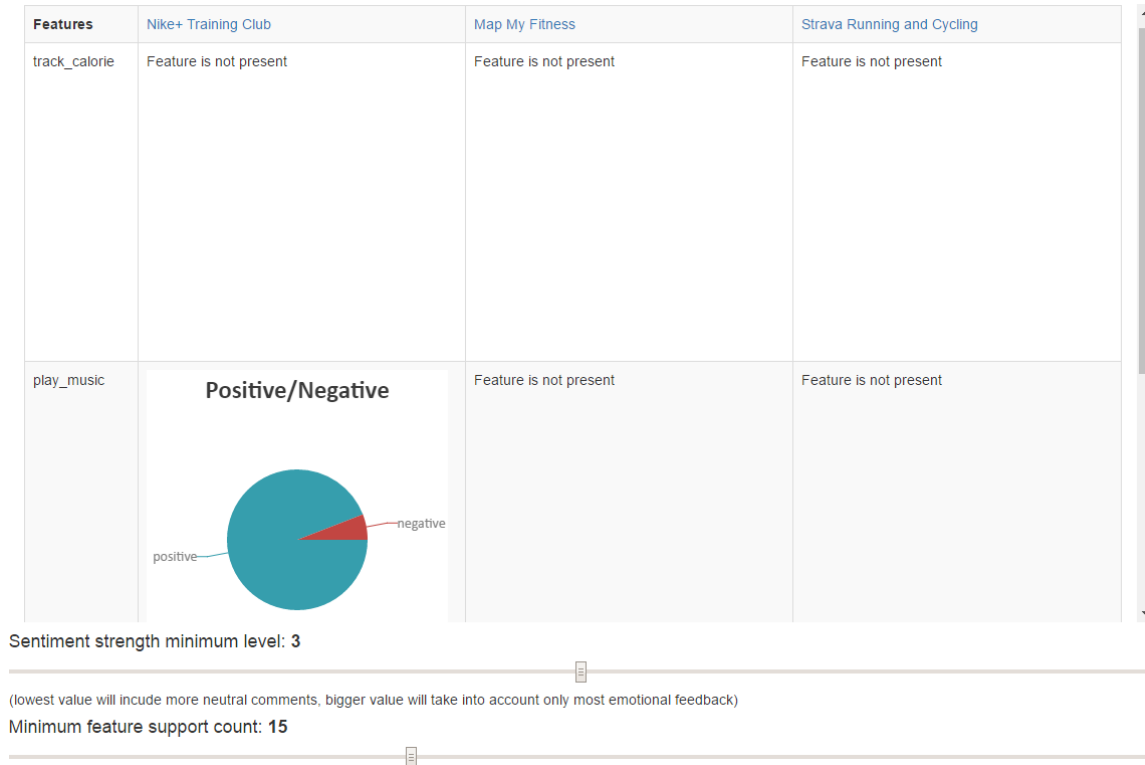 Features Nike+ Training Club Map My Fitness Strava Running and Cycling
track_calorie Feature is not present Feature is not present Feature is not present
play_music Feature is not present Feature is not present
Positive/Negative
negative
positive
Sentiment strength minimum level: 3
(lowest value will incude more neutral comments, bigger value will take into account only most emotional feedback)
Minimum feature support count: 15